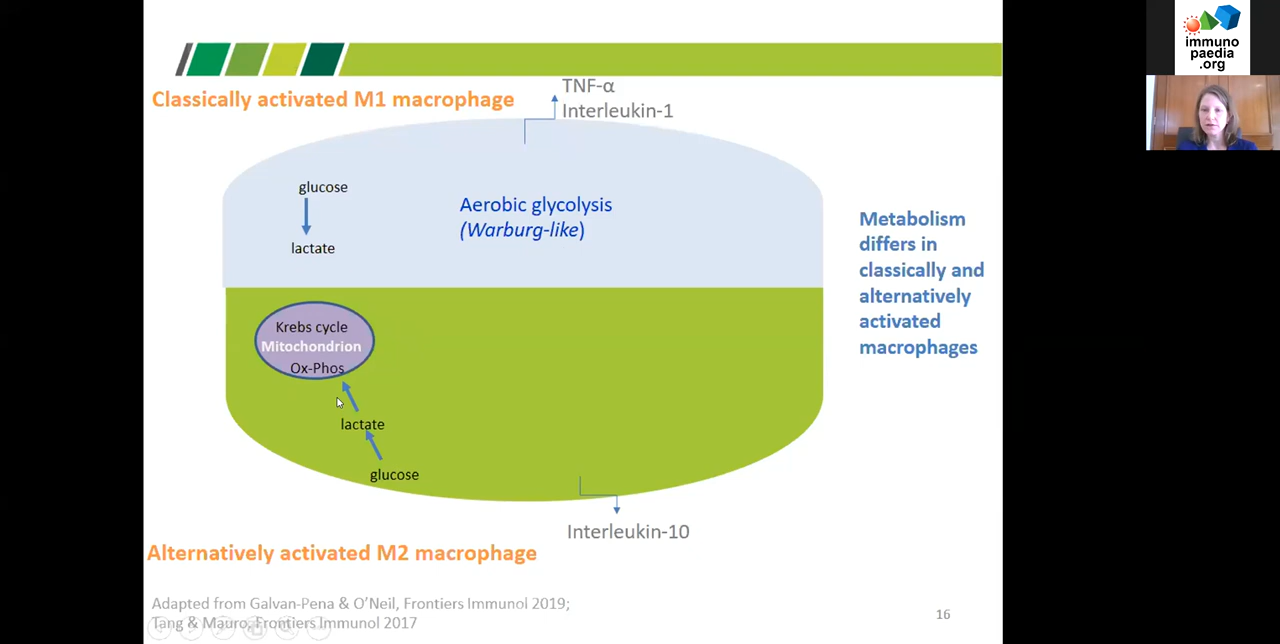 Classically activated M1 macrophage
TNF-α
Interleukin-1
glucose
lactate
Aerobic glycolysis
(Warburg-like)
Krebs cycle
Mitochondrion
Ox-Phos
lactate
glucose
Interleukin-10
Alternatively activated M2 macrophage
Metabolism
differs in
classically and
alternatively
activated
macrophages
Adapted from Galvan-Pena & O’Neil, Frontiers Immunol 2019;
Tang & Mauro, Frontiers Immunol 2017
16
immuno
paedia
.org